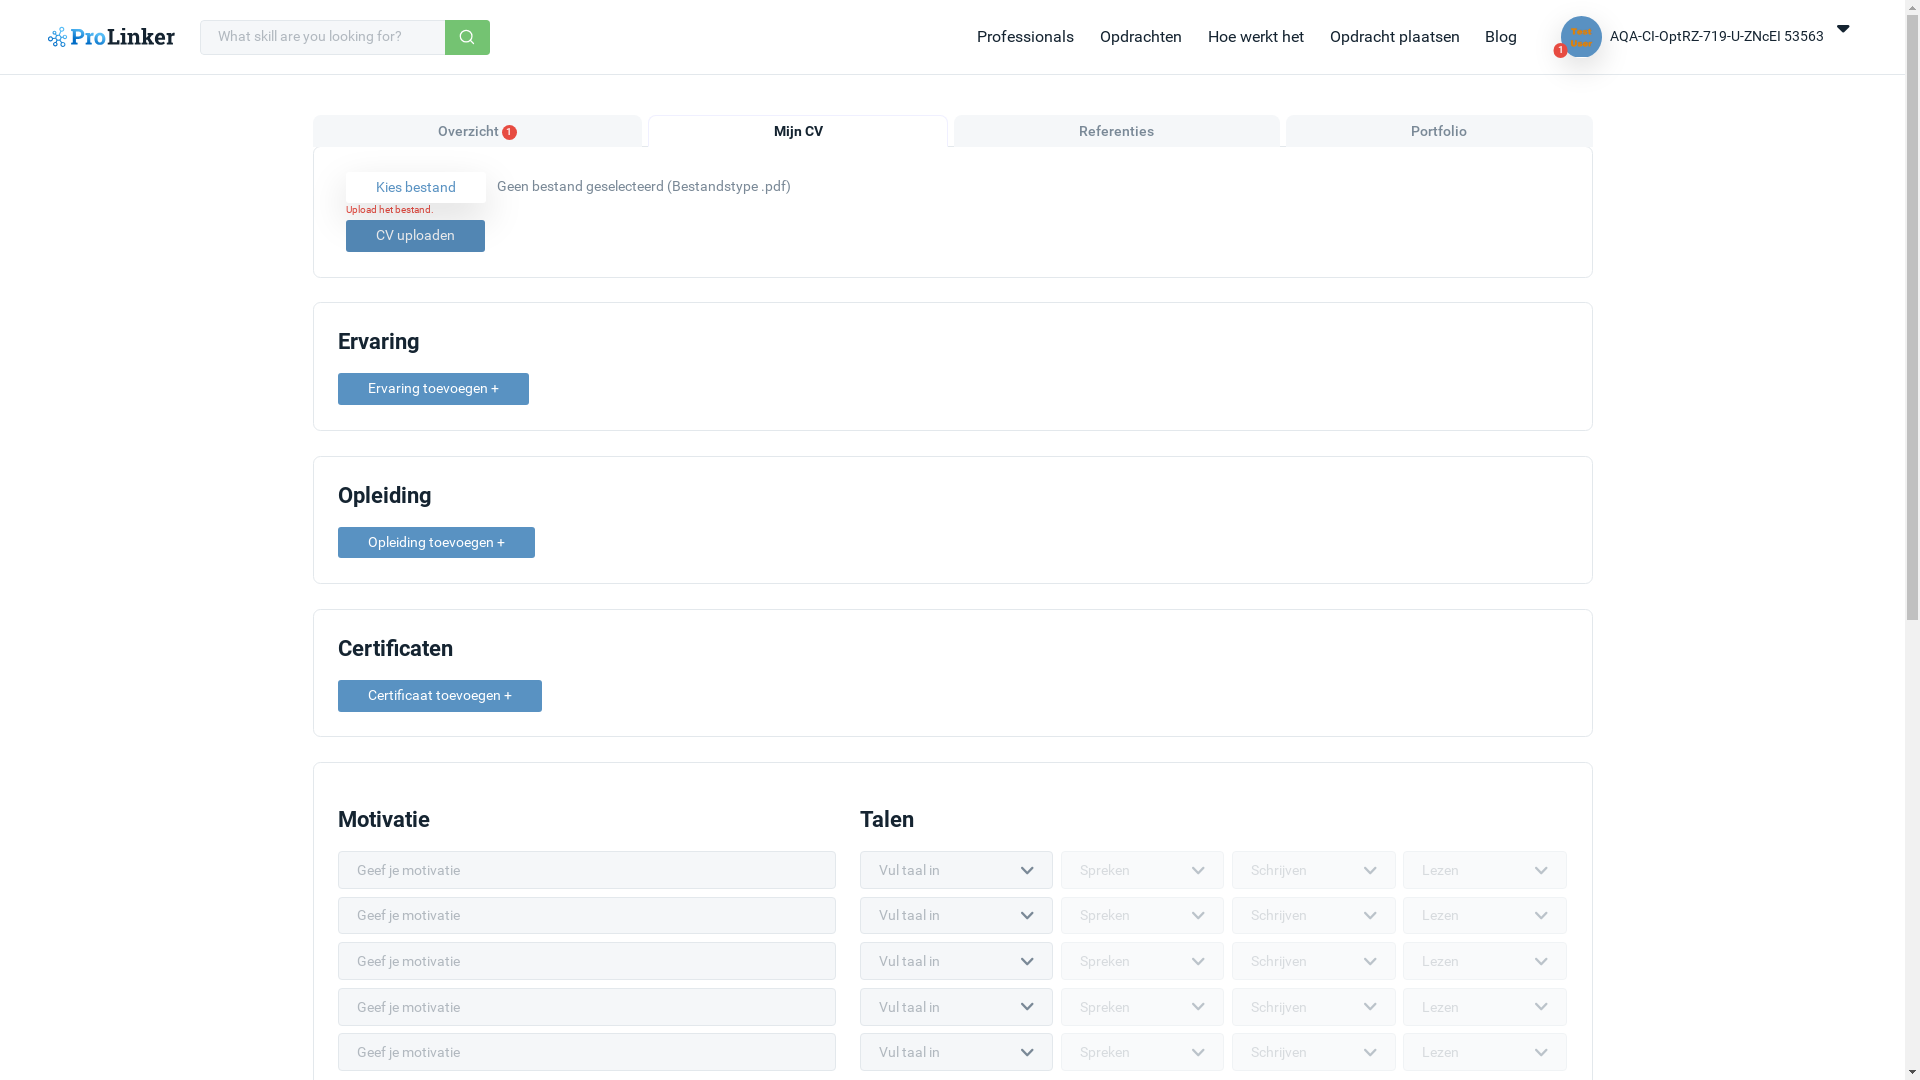 ProLinker
What skill are you looking for?
Professionals
Opdrachten
Hoe werkt het
Opdracht plaatsen
Blog
Test
User
1
AQA-CI-OptRZ-719-U-ZNcEI 53563
Overzicht 1
Mijn CV
Referenties
Portfolio
Kies bestand
Geen bestand geselecteerd (Bestandstype .pdf)
Upload het bestand.
CV uploaden
Ervaring
Ervaring toevoegen +
Opleiding
Opleiding toevoegen +
Certificaten
Certificaat toevoegen +
Motivatie
Talen
Geef je motivatie
Vul taal in
Spreken
Schrijven
Lezen
Geef je motivatie
Vul taal in
Spreken
Schrijven
Lezen
Geef je motivatie
Vul taal in
Spreken
Schrijven
Lezen
Geef je motivatie
Vul taal in
Spreken
Schrijven
Lezen
Geef je motivatie
Vul taal in
Spreken
Schrijven
Lezen